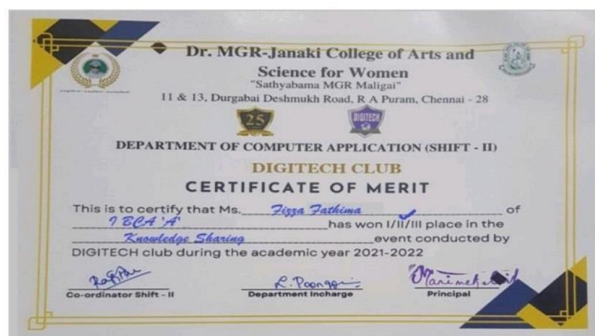 Dr. MGR-Janaki College of Arts and
Science for Women
"Sathyabama MGR Maligai"
11 & 13, Durgabai Deshmukh Road, R A Puram, Chennai - 28
25
DIGITECH
DEPARTMENT OF COMPUTER APPLICATION (SHIFT - II)
DIGITECH CLUB
CERTIFICATE OF MERIT
This is to certify that Ms. Fizza Fathima of
I BCA 'A' has won I/II/III place in the
Knowledge Sharing event conducted by
DIGITECH club during the academic year 2021-2022
Co-ordinator Shift - II
Department Incharge
Principal